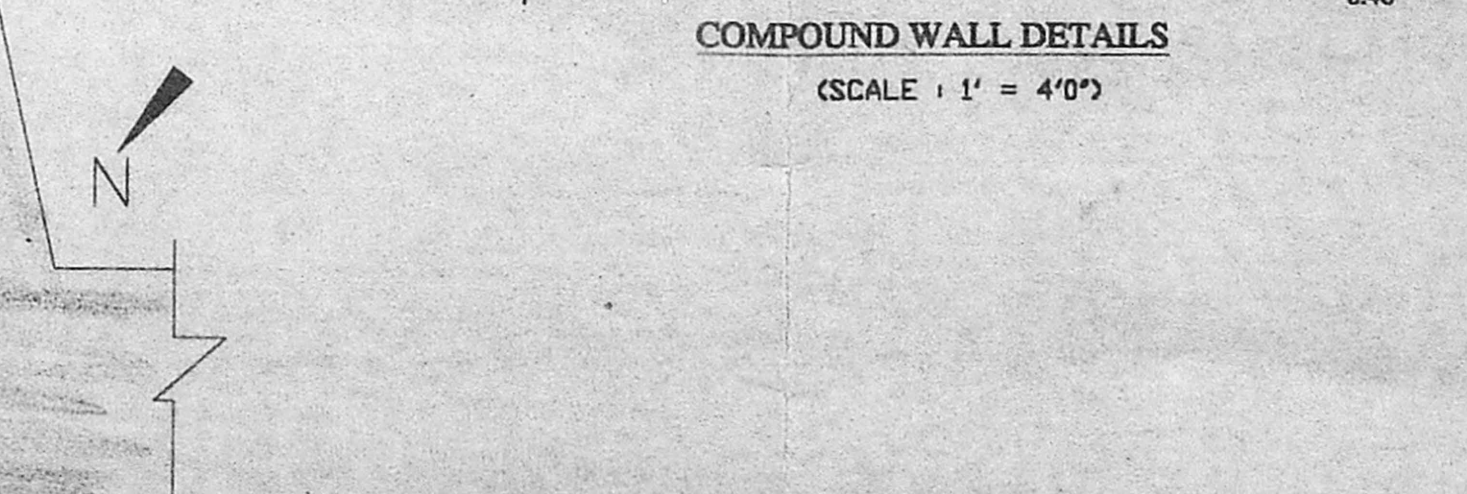 COMPOUND WALL DETAILS
(SCALE : 1' = 4'0")
N